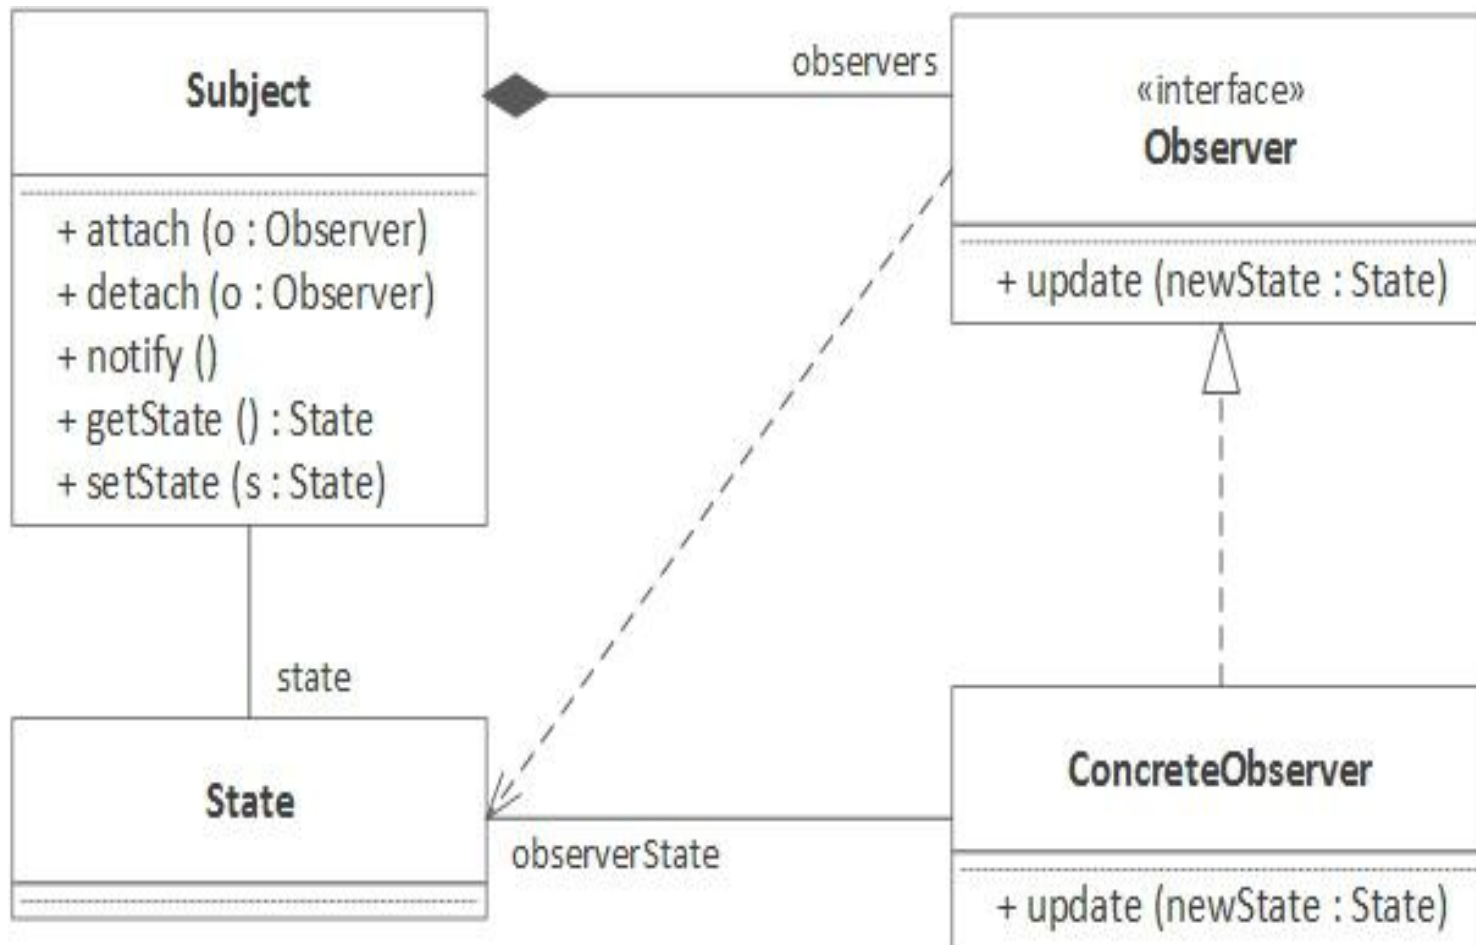 Subject
+ attach (o : Observer)
+ detach (o : Observer)
+ notify ()
+ getState () : State
+ setState (s : State)
observers
«interface»
Observer
+ update (newState : State)
state
State
observerState
ConcreteObserver
+ update (newState : State)